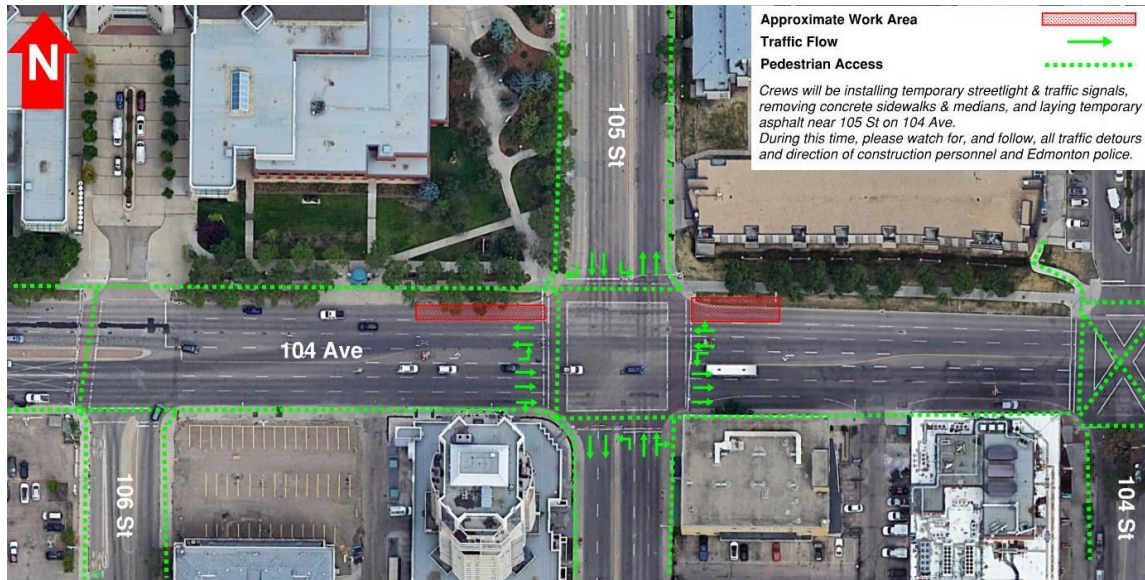 N
Approximate Work Area
Traffic Flow
Pedestrian Access
Crews will be installing temporary streetlight & traffic signals,
removing concrete sidewalks & medians, and laying temporary
asphalt near 105 St on 104 Ave.
During this time, please watch for, and follow, all traffic detours
and direction of construction personnel and Edmonton police.
105 St
104 Ave
106 St
104 St